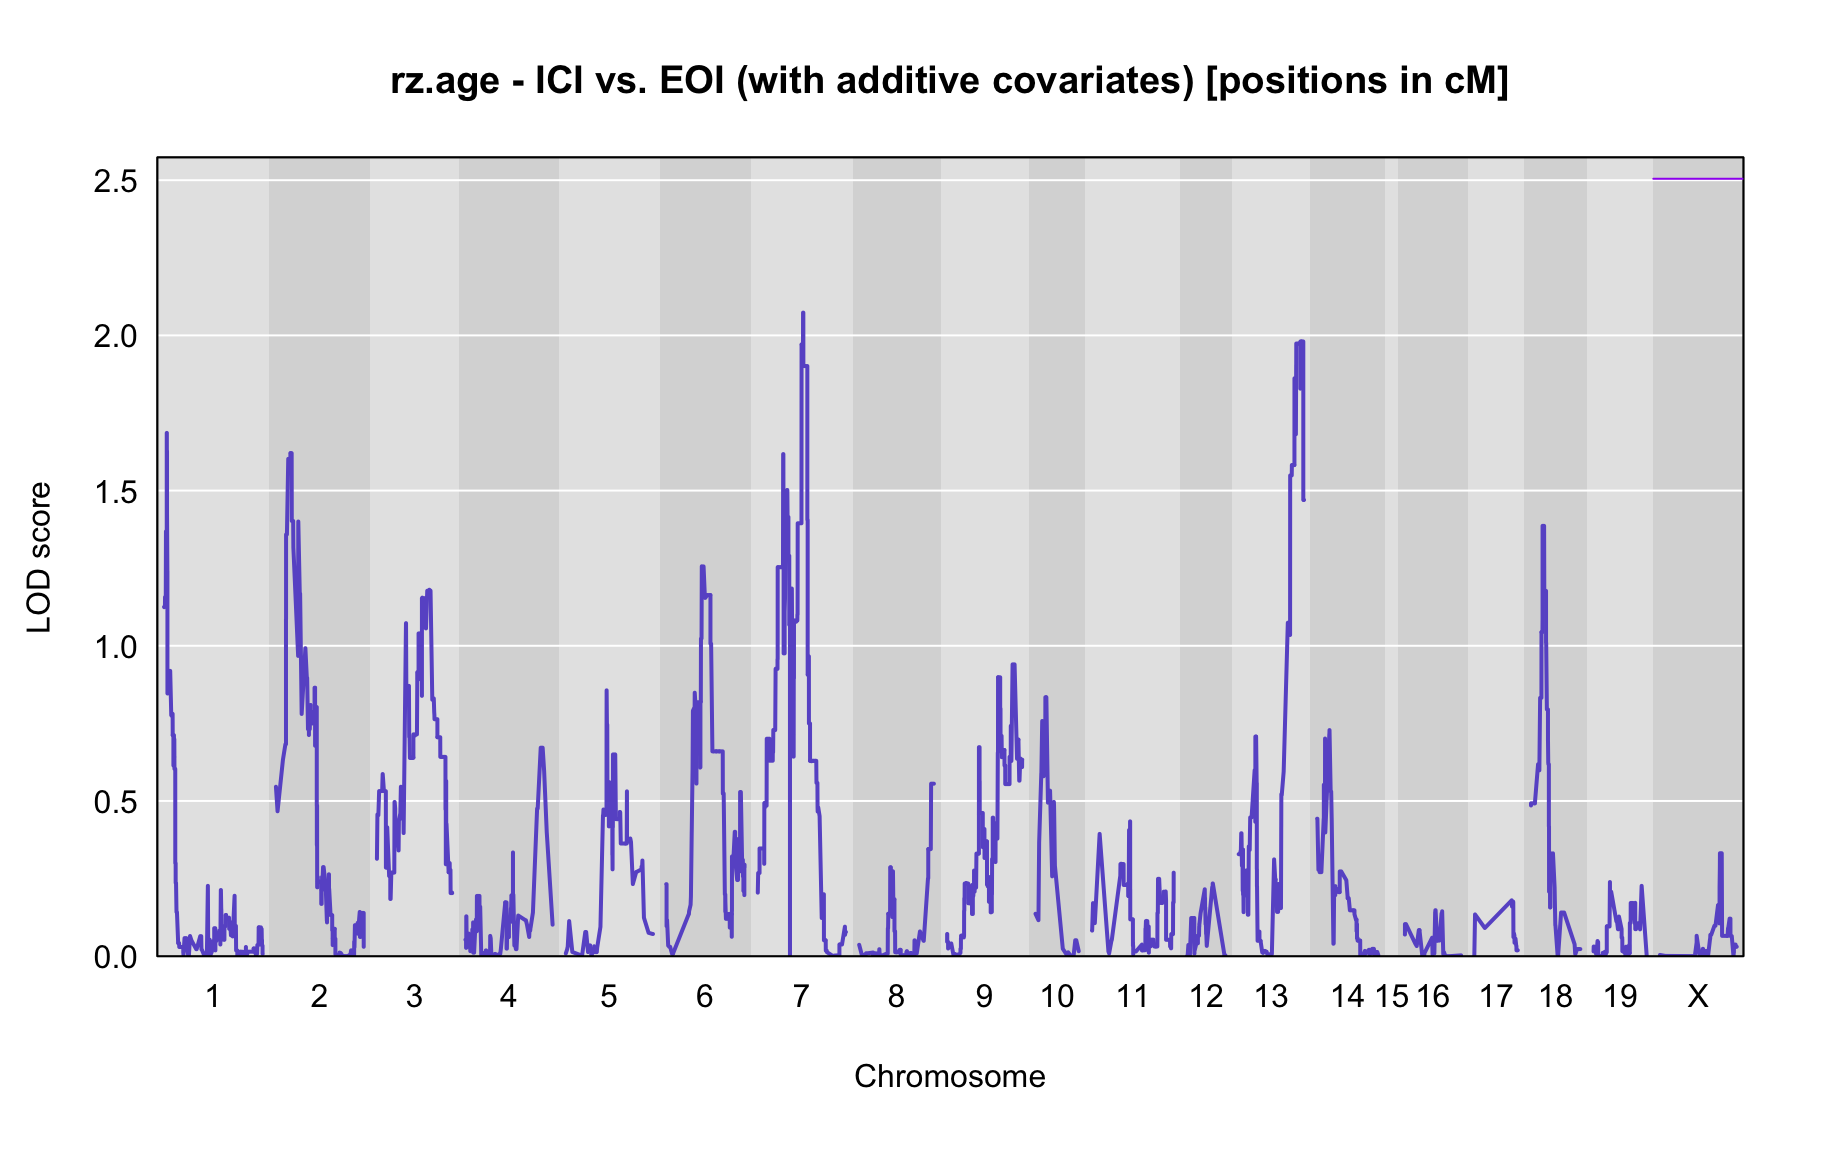 rz.age - ICI vs. EOI (with additive covariates) [positions in cM]
2.5
2.0
1.5
1.0
0.5
0.0
LOD score
1 2 3 4 5 6 7 8 9 10 11 12 13 14 15 16 17 18 19 X
Chromosome